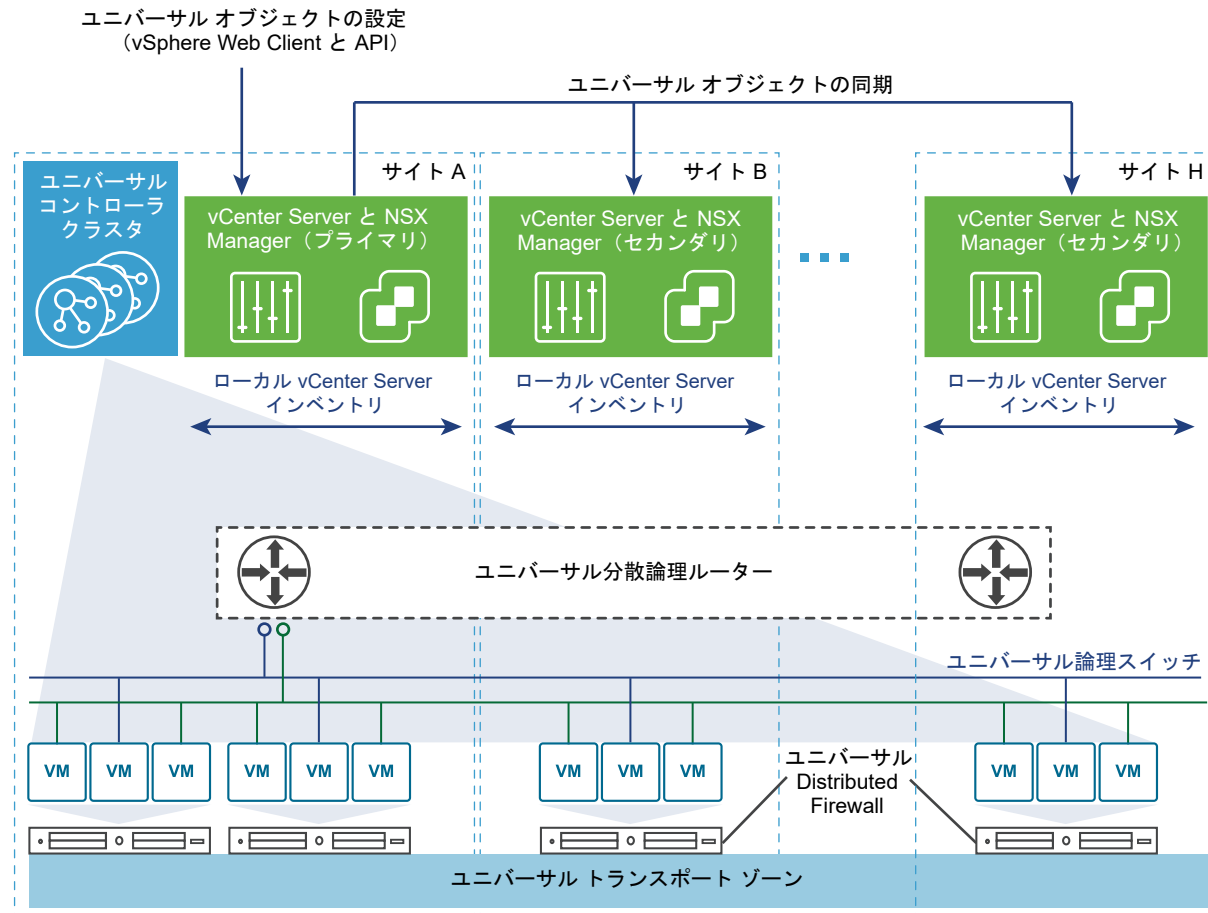 ユニバーサル オブジェクトの設定
（vSphere Web Client と API）
ユニバーサル オブジェクトの同期
サイト A
サイト B
サイト H
ユニバーサル
コントローラ
クラスタ
vCenter Server と NSX
Manager（プライマリ）
vCenter Server と NSX
Manager（セカンダリ）
vCenter Server と NSX
Manager（セカンダリ）
ローカル vCenter Server
インベントリ
ローカル vCenter Server
インベントリ
ローカル vCenter Server
インベントリ
ユニバーサル分散論理ルーター
ユニバーサル論理スイッチ
VM
VM
VM
VM
VM
VM
VM
VM
VM
VM
VM
VM
ユニバーサル
Distributed
Firewall
ユニバーサル トランスポート ゾーン